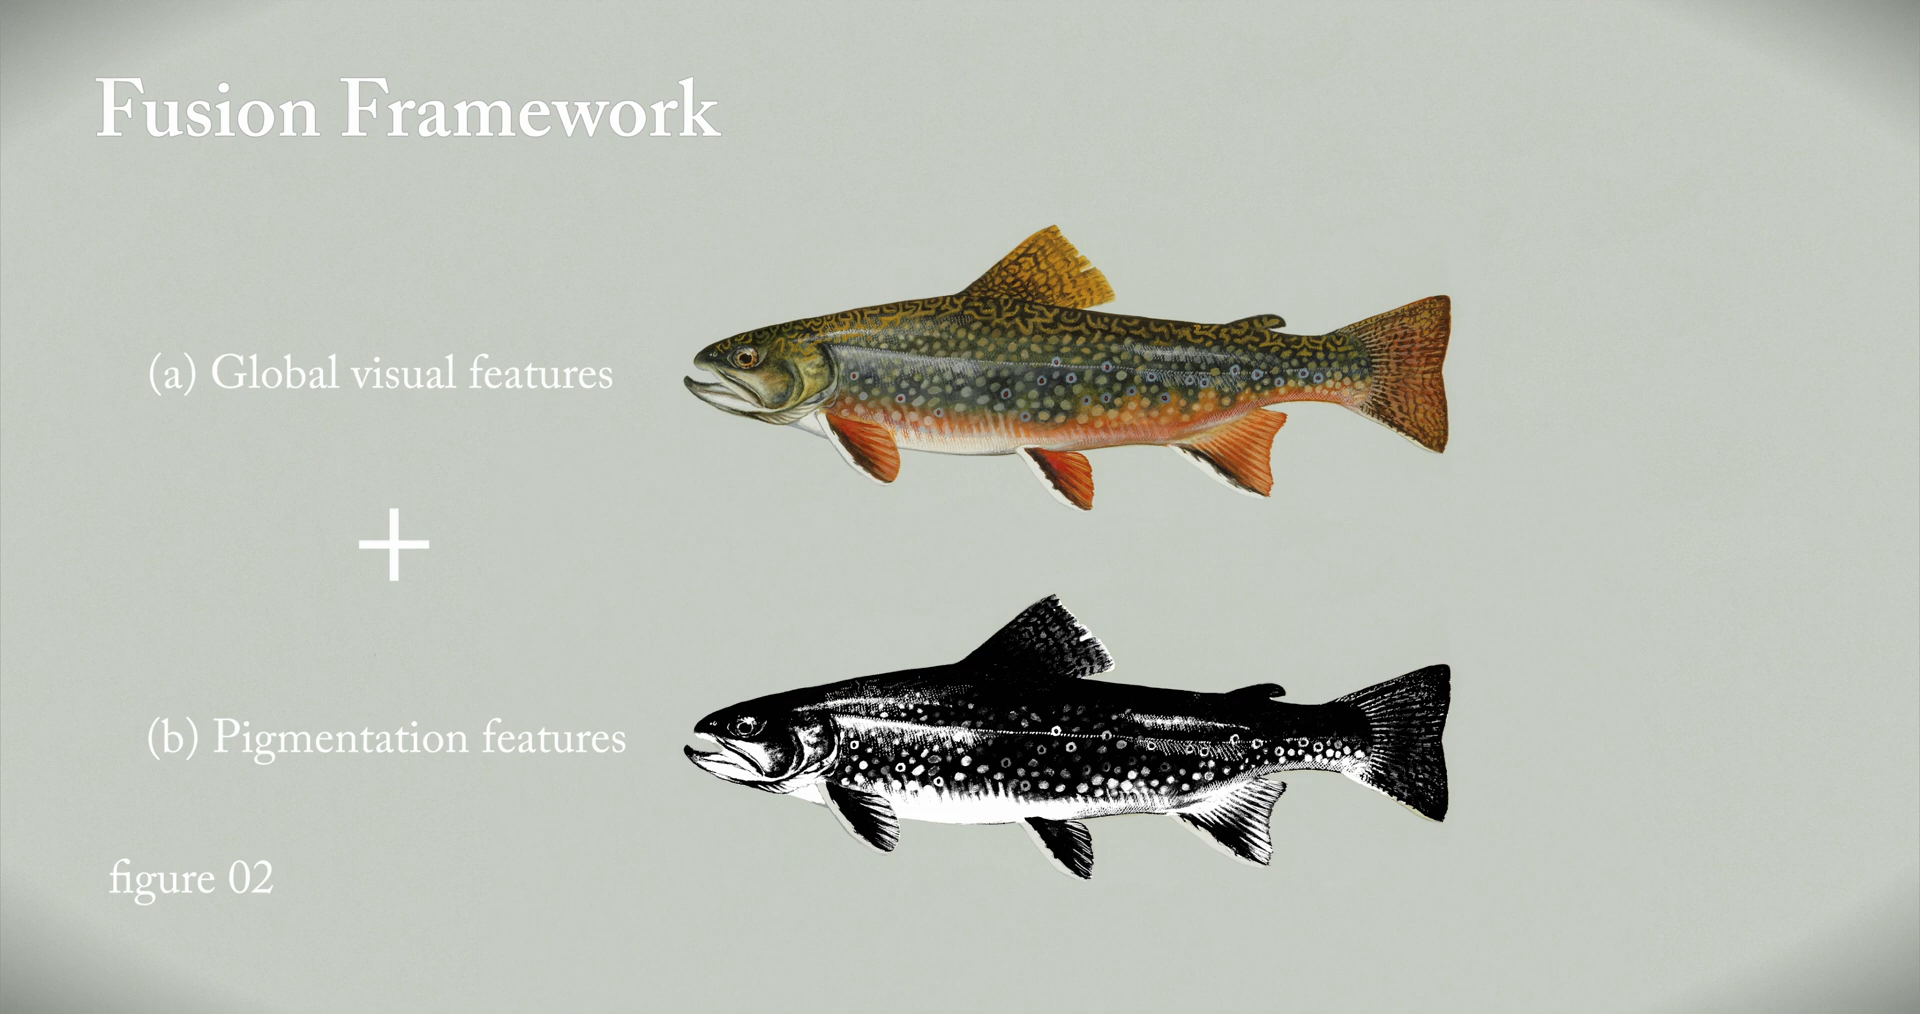 Fusion Framework
(a) Global visual features
+
(b) Pigmentation features
figure 02